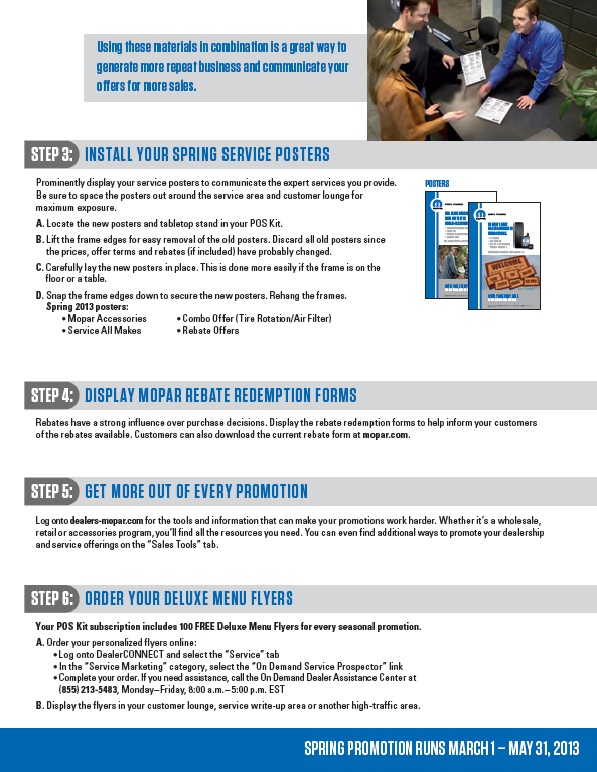 Using these materials in combination is a great way to
generate more repeat business and communicate your
offers for more sales.
STEP 3: INSTALL YOUR SPRING SERVICE POSTERS
Prominently display your service posters to communicate the expert services you provide.
Be sure to space the posters out around the service area and customer lounge for
maximum exposure.
A. Locate the new posters and tabletop stand in your POS Kit.
B. Lift the frame edges for easy removal of the old posters. Discard all old posters since
the prices, offer terms and rebates (if included) have probably changed.
C. Carefully lay the new posters in place. This is done more easily if the frame is on the
floor or a table.
D. Snap the frame edges down to secure the new posters. Rehang the frames.
Spring 2013 posters:
• Mopar Accessories • Combo Offer (Tire Rotation/Air Filter)
• Service All Makes • Rebate Offers
POSTERS
WELCOME
STEP 4: DISPLAY MOPAR REBATE REDEMPTION FORMS
Rebates have a strong influence over purchase decisions. Display the rebate redemption forms to help inform your customers
of the rebates available. Customers can also download the current rebate form at mopar.com.
STEP 5: GET MORE OUT OF EVERY PROMOTION
Log onto dealers-mopar.com for the tools and information that can make your promotions work harder. Whether it's a wholesale,
retail or accessories program, you'll find all the resources you need. You can even find additional ways to promote your dealership
and service offerings on the "Sales Tools" tab.
STEP 6: ORDER YOUR DELUXE MENU FLYERS
Your POS Kit subscription includes 100 FREE Deluxe Menu Flyers for every seasonal promotion.
A. Order your personalized flyers online:
• Log onto DealerCONNECT and select the "Service" tab
• In the "Service Marketing" category, select the "On Demand Service Prospector" link
• Complete your order. If you need assistance, call the On Demand Dealer Assistance Center at
(855) 213-5483, Monday–Friday, 8:00 a.m. – 5:00 p.m. EST
B. Display the flyers in your customer lounge, service write-up area or another high-traffic area.
SPRING PROMOTION RUNS MARCH 1 – MAY 31, 2013